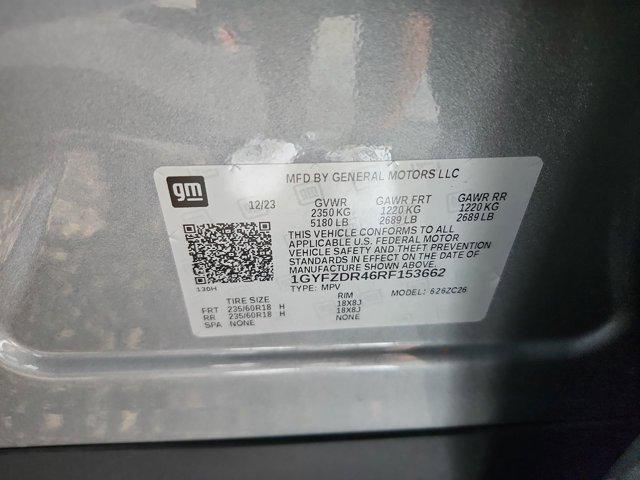 gm
MFD BY GENERAL MOTORS LLC
12/23 GVWR GAWR FRT GAWR RR
2350 KG 1220 KG 1220 KG
5180 LB 2689 LB 2689 LB
THIS VEHICLE CONFORMS TO ALL
APPLICABLE U.S. FEDERAL MOTOR
VEHICLE SAFETY AND THEFT PREVENTION
STANDARDS IN EFFECT ON THE DATE OF
MANUFACTURE SHOWN ABOVE.
1GYFZDR46RF153662
130H TYPE: MPV MODEL: 626ZC26
TIRE SIZE RIM
FRT 235/60R18 H 18X8J
RR 235/60R18 H 18X8J
SPA NONE NONE